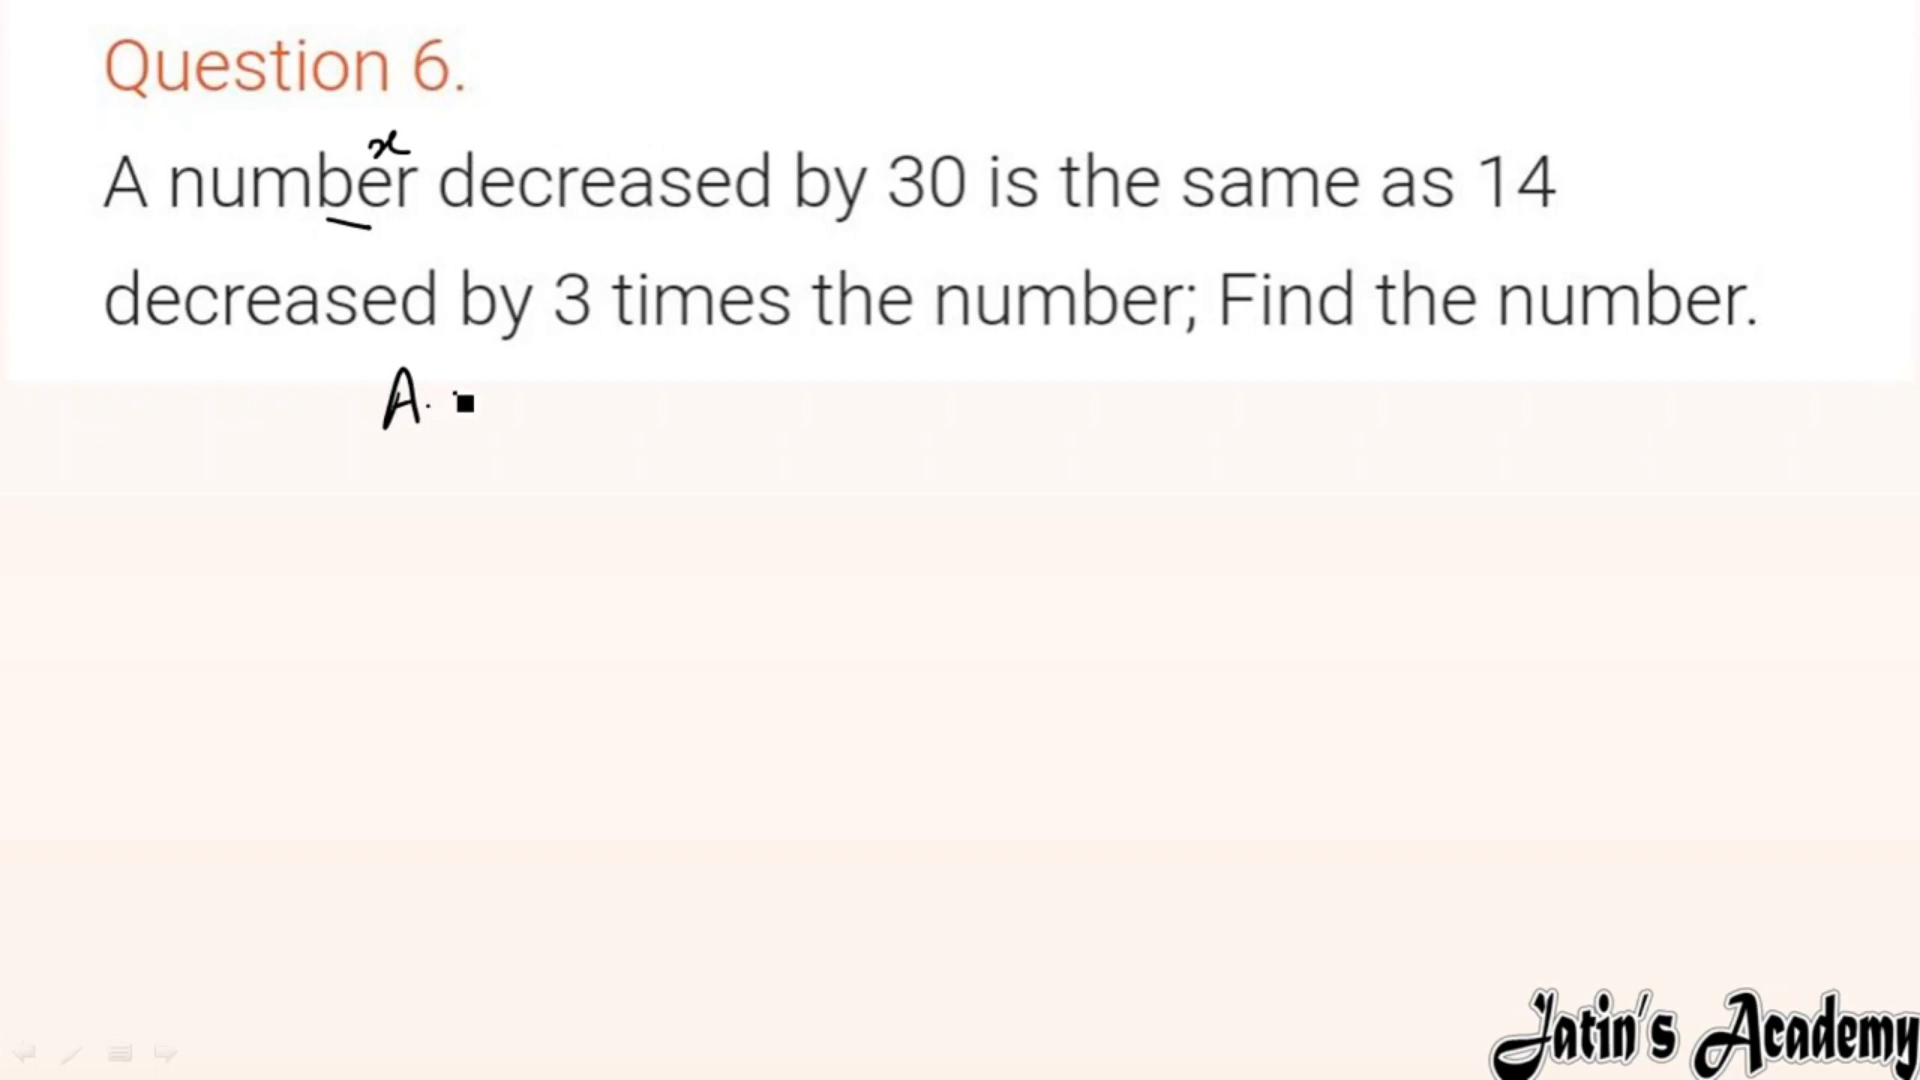 Question 6.
x
A number decreased by 30 is the same as 14
decreased by 3 times the number; Find the number.
A.
Jatin's Academy